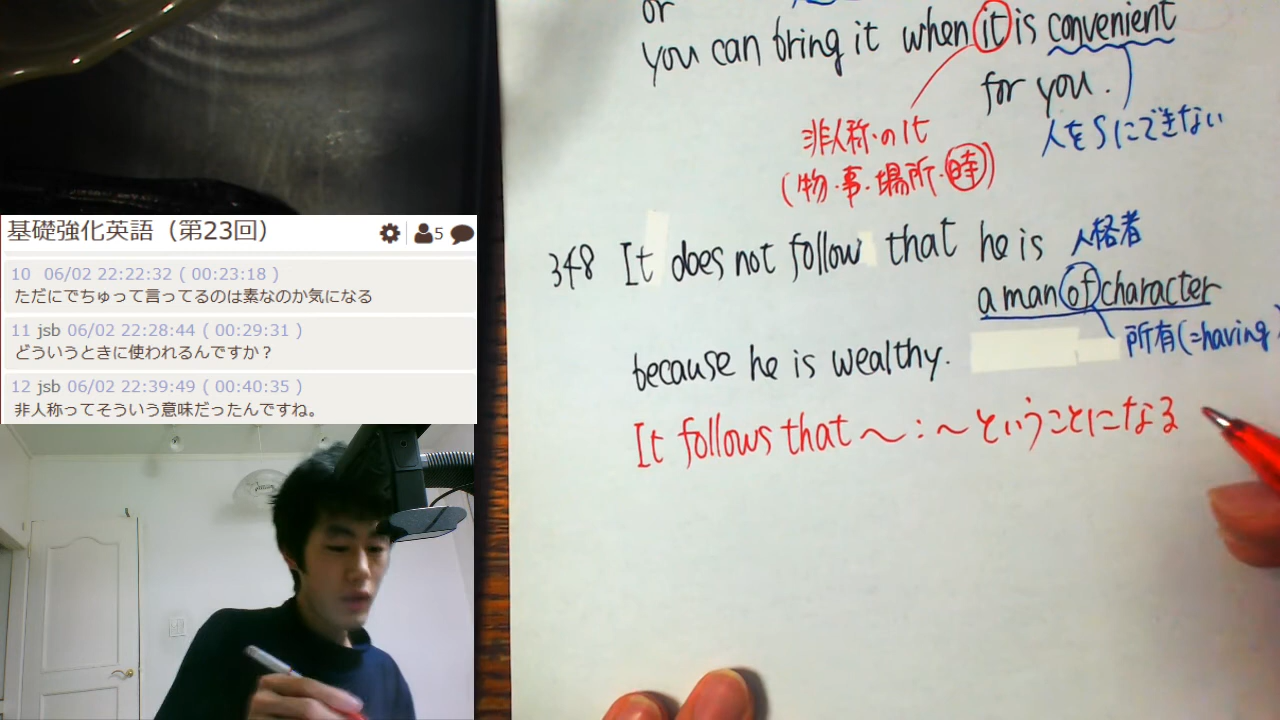 基礎強化英語（第23回）
5
10 06/02 22:22:32 ( 00:23:18 )
ただにでちゅって言ってるのは素なのか気になる
11 jsb 06/02 22:28:44 ( 00:29:31 )
どういうときに使われるんですか？
12 jsb 06/02 22:39:49 ( 00:40:35 )
非人称ってそういう意味だったんですね。
or
you can bring it when it is convenient
for you.
非人称のit
人をSにできない
(物・事・場所・時)
348 It does not follow that he is
人格者
a man of character
所有(=having)
because he is wealthy.
It follows that ～ : ～ということになる